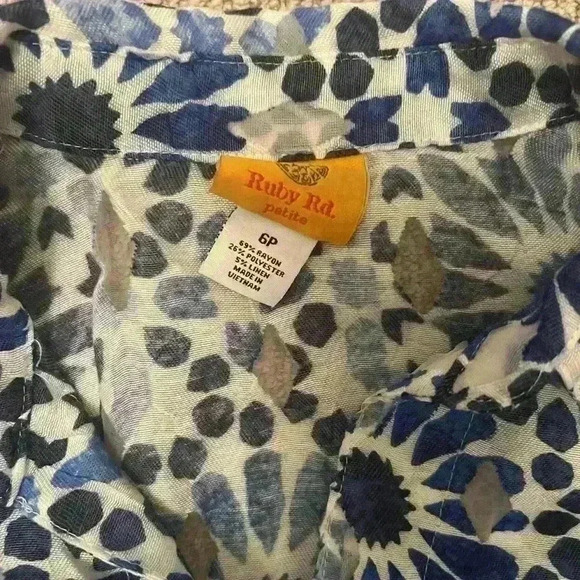 Ruby Rd.
petite
6P
69% RAYON
26% POLYESTER
5% LINEN
MADE IN
VIETNAM